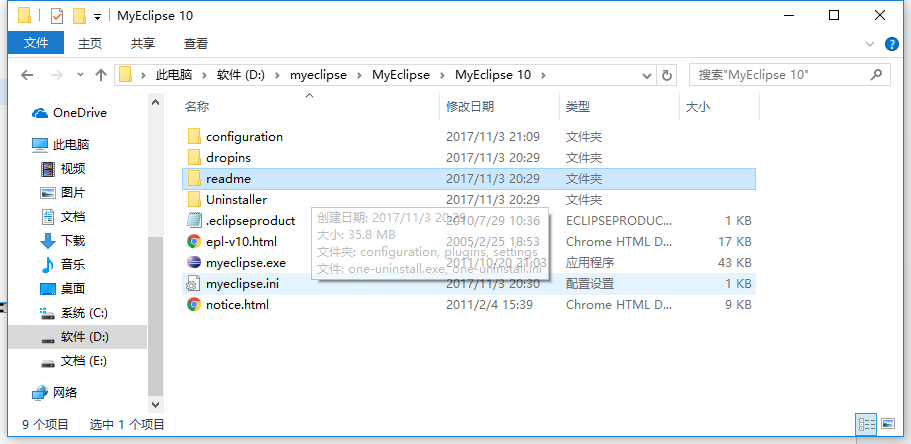 MyEclipse 10
文件 主页 共享 查看
此电脑 软件 (D:) myeclipse MyEclipse MyEclipse 10 搜索"MyEclipse 10"
名称 修改日期 类型 大小
OneDrive
此电脑
视频
图片
文档
下载
音乐
桌面
系统 (C:)
软件 (D:)
文档 (E:)
网络
configuration 2017/11/3 21:09 文件夹
dropins 2017/11/3 20:29 文件夹
readme 2017/11/3 20:29 文件夹
Uninstaller 2017/11/3 20:29 文件夹
.eclipseproduct 2010/7/29 10:36 ECLIPSEPRODUC... 1 KB
epl-v10.html 2005/2/25 18:53 Chrome HTML D... 17 KB
myeclipse.exe 2011/10/20 21:03 应用程序 43 KB
myeclipse.ini 2017/11/3 20:30 配置设置 1 KB
notice.html 2011/2/4 15:39 Chrome HTML D... 9 KB
创建日期: 2017/11/3 20:29
大小: 35.8 MB
文件夹: configuration, plugins, settings
文件: one-uninstall.exe, one-uninstall.ini
9 个项目 选中 1 个项目